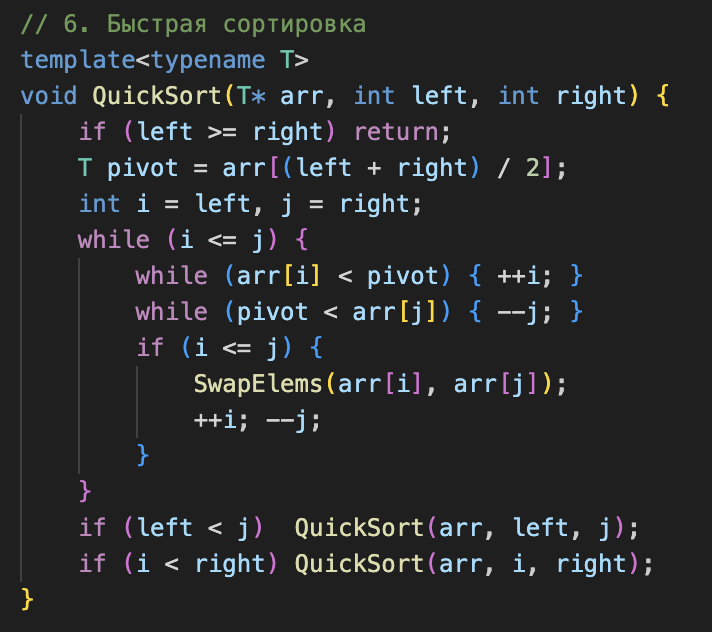 // 6. Быстрая сортировка
template<typename T>
void QuickSort(T* arr, int left, int right) {
    if (left >= right) return;
    T pivot = arr[(left + right) / 2];
    int i = left, j = right;
    while (i <= j) {
        while (arr[i] < pivot) { ++i; }
        while (pivot < arr[j]) { --j; }
        if (i <= j) {
            SwapElems(arr[i], arr[j]);
            ++i; --j;
        }
    }
    if (left < j)  QuickSort(arr, left, j);
    if (i < right) QuickSort(arr, i, right);
}